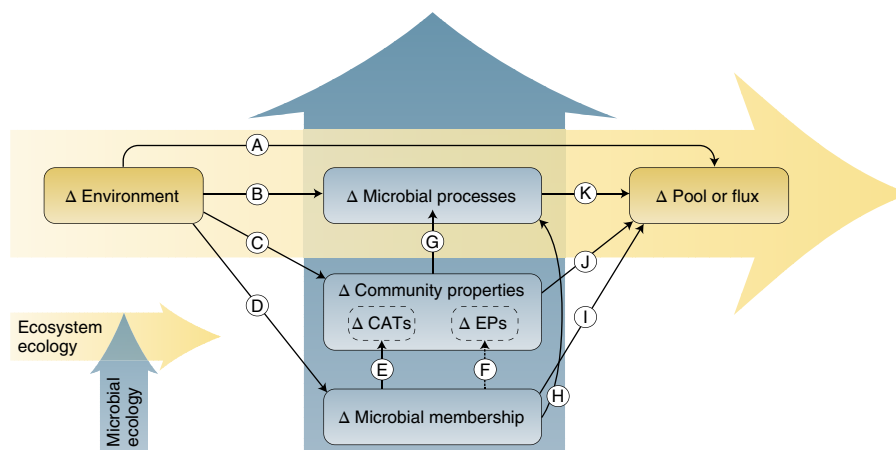 A
Δ Environment
B
Δ Microbial processes
K
Δ Pool or flux
C
G
J
Δ Community properties
D
Δ CATs
Δ EPs
I
Ecosystem
ecology
E
F
H
Microbial
ecology
Δ Microbial membership